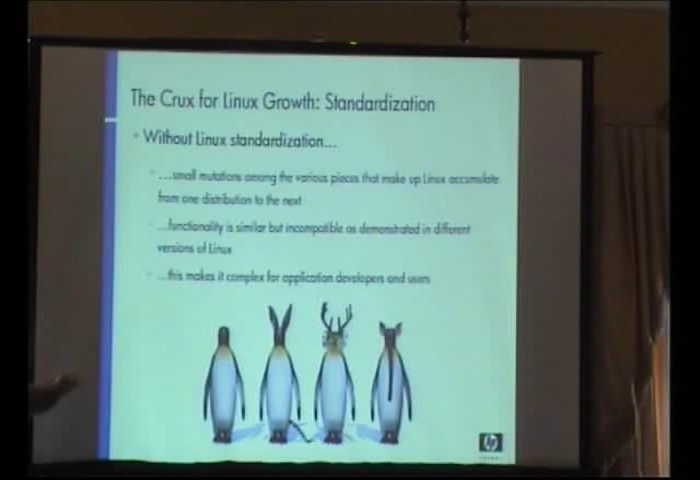 The Crux for Linux Growth: Standardization
Without Linux standardization...
...small mutations among the various pieces that make up Linux accumulate
from one distribution to the next
...functionality is similar but incompatible as demonstrated in different
versions of Linux
...this makes it complex for application developers and users
hp